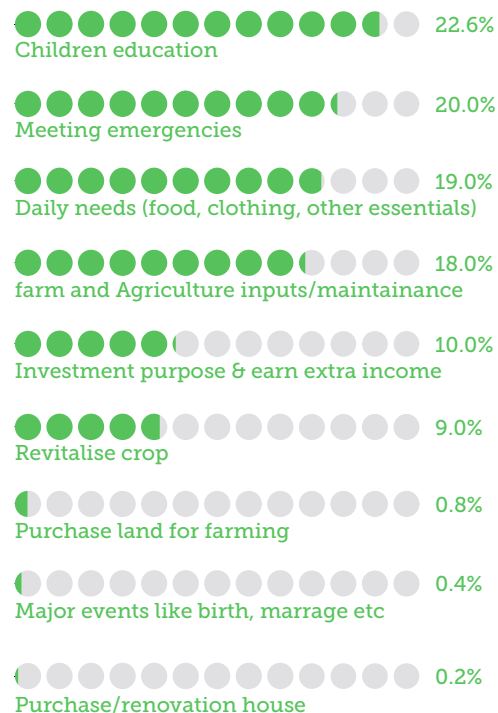 22.6%
Children education
20.0%
Meeting emergencies
19.0%
Daily needs (food, clothing, other essentials)
18.0%
farm and Agriculture inputs/maintainance
10.0%
Investment purpose & earn extra income
9.0%
Revitalise crop
0.8%
Purchase land for farming
0.4%
Major events like birth, marrage etc
0.2%
Purchase/renovation house